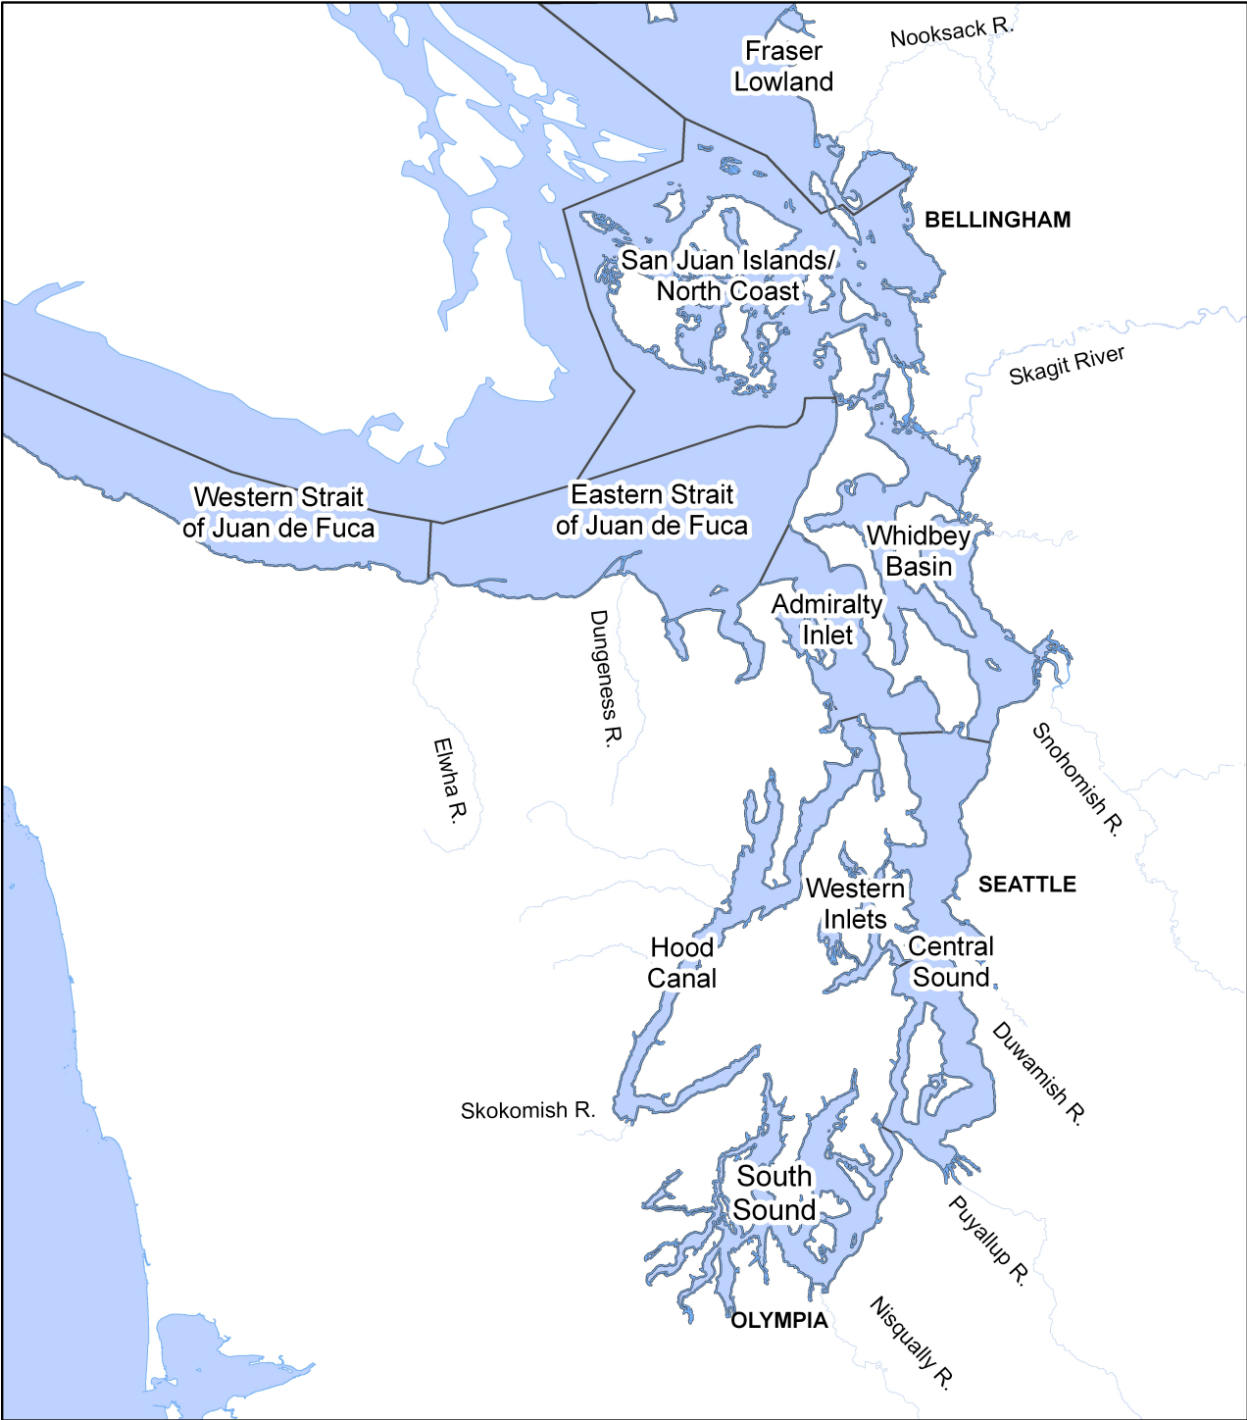 Nooksack R.
Fraser
Lowland
BELLINGHAM
San Juan Islands/
North Coast
Skagit River
Western Strait
of Juan de Fuca
Eastern Strait
of Juan de Fuca
Whidbey
Basin
Admiralty
Inlet
Dungeness R.
Elwha R.
Snohomish R.
SEATTLE
Western
Inlets
Hood
Canal
Central
Sound
Duwamish R.
Skokomish R.
South
Sound
Puyallup R.
OLYMPIA
Nisqually R.